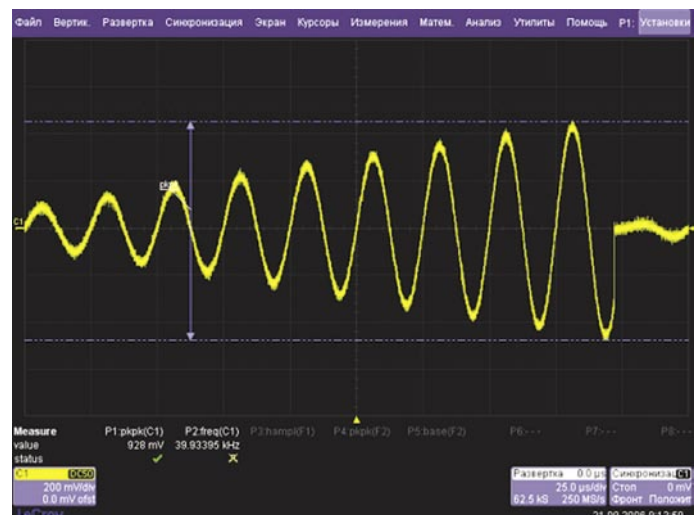 Файл Вертик. Развертка Синхронизация Экран Курсоры Измерения Матем. Анализ Утилиты Помощь P1: Установки
pkpk
C1
Measure P1:pkpk(C1) P2:freq(C1) P3:hampl(F1) P4:pkpk(F2) P5:base(F2) P6:- - - P7:- - - P8:- - -
value 928 mV 39.93395 kHz
status
C1 DC50
200 mV/div
0.0 mV ofst
Развертка 0.0 µs
25.0 µs/div
62.5 kS 250 MS/s
Синхронизац C1
Стоп 0 mV
Фронт Положит
LeCroy